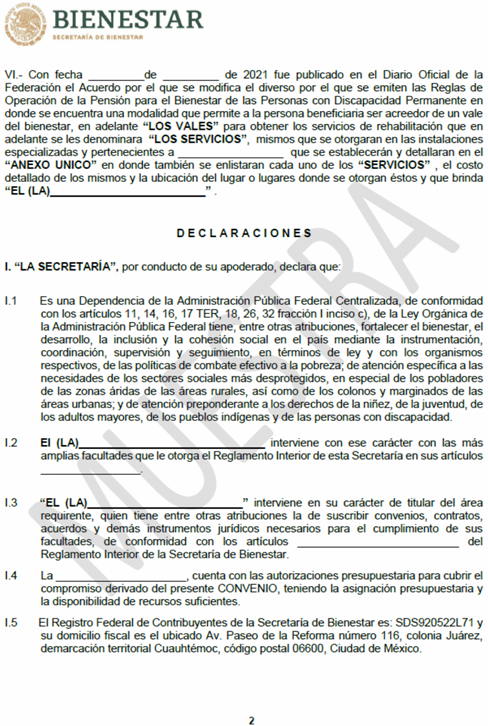 BIENESTAR
SECRETARÍA DE BIENESTAR
VI.- Con fecha __________de __________ de 2021 fue publicado en el Diario Oficial de la
Federación el Acuerdo por el que se modifica el diverso por el que se emiten las Reglas de
Operación de la Pensión para el Bienestar de las Personas con Discapacidad Permanente en
donde se encuentra una modalidad que permite a la persona beneficiaria ser acreedor de un vale
del bienestar, en adelante “LOS VALES” para obtener los servicios de rehabilitación que en
adelante se les denominara “LOS SERVICIOS”, mismos que se otorgaran en las instalaciones
especializadas y pertenecientes a ____________________ que se establecerán y detallaran en el
“ANEXO UNICO” en donde también se enlistaran cada uno de los “SERVICIOS” , el costo
detallado de los mismos y la ubicación del lugar o lugares donde se otorgan éstos y que brinda
“EL (LA)____________________________” .
DECLARACIONES
I. “LA SECRETARÍA”, por conducto de su apoderado, declara que:
I.1 Es una Dependencia de la Administración Pública Federal Centralizada, de conformidad
con los artículos 11, 14, 16, 17 TER, 18, 26, 32 fracción I inciso c), de la Ley Orgánica de
la Administración Pública Federal tiene, entre otras atribuciones, fortalecer el bienestar, el
desarrollo, la inclusión y la cohesión social en el país mediante la instrumentación,
coordinación, supervisión y seguimiento, en términos de ley y con los organismos
respectivos, de las políticas de combate efectivo a la pobreza; de atención específica a las
necesidades de los sectores sociales más desprotegidos, en especial de los pobladores
de las zonas áridas de las áreas rurales, así como de los colonos y marginados de las
áreas urbanas; y de atención preponderante a los derechos de la niñez, de la juventud, de
los adultos mayores, de los pueblos indígenas y de las personas con discapacidad.
I.2 El (LA)_________________________________ interviene con ese carácter con las más
amplias facultades que le otorga el Reglamento Interior de esta Secretaría en sus artículos
__________________.
I.3 “EL (LA)____________________________” interviene en su carácter de titular del área
requirente, quien tiene entre otras atribuciones la de suscribir convenios, contratos,
acuerdos y demás instrumentos jurídicos necesarios para el cumplimiento de sus
facultades, de conformidad con los artículos _____________________________ del
Reglamento Interior de la Secretaría de Bienestar.
I.4 La _______________________, cuenta con las autorizaciones presupuestaria para cubrir el
compromiso derivado del presente CONVENIO, teniendo la asignación presupuestaria y
la disponibilidad de recursos suficientes.
I.5 El Registro Federal de Contribuyentes de la Secretaría de Bienestar es: SDS920522L71 y
su domicilio fiscal es el ubicado Av. Paseo de la Reforma número 116, colonia Juárez,
demarcación territorial Cuauhtémoc, código postal 06600, Ciudad de México.
MUESTRA
2